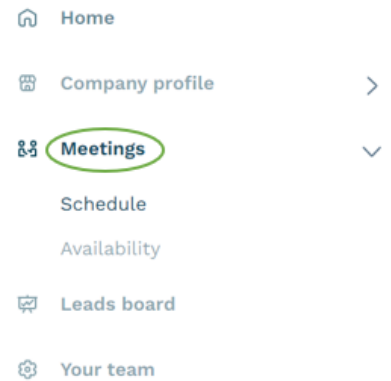 Home
Company profile
Meetings
Schedule
Availability
Leads board
Your team